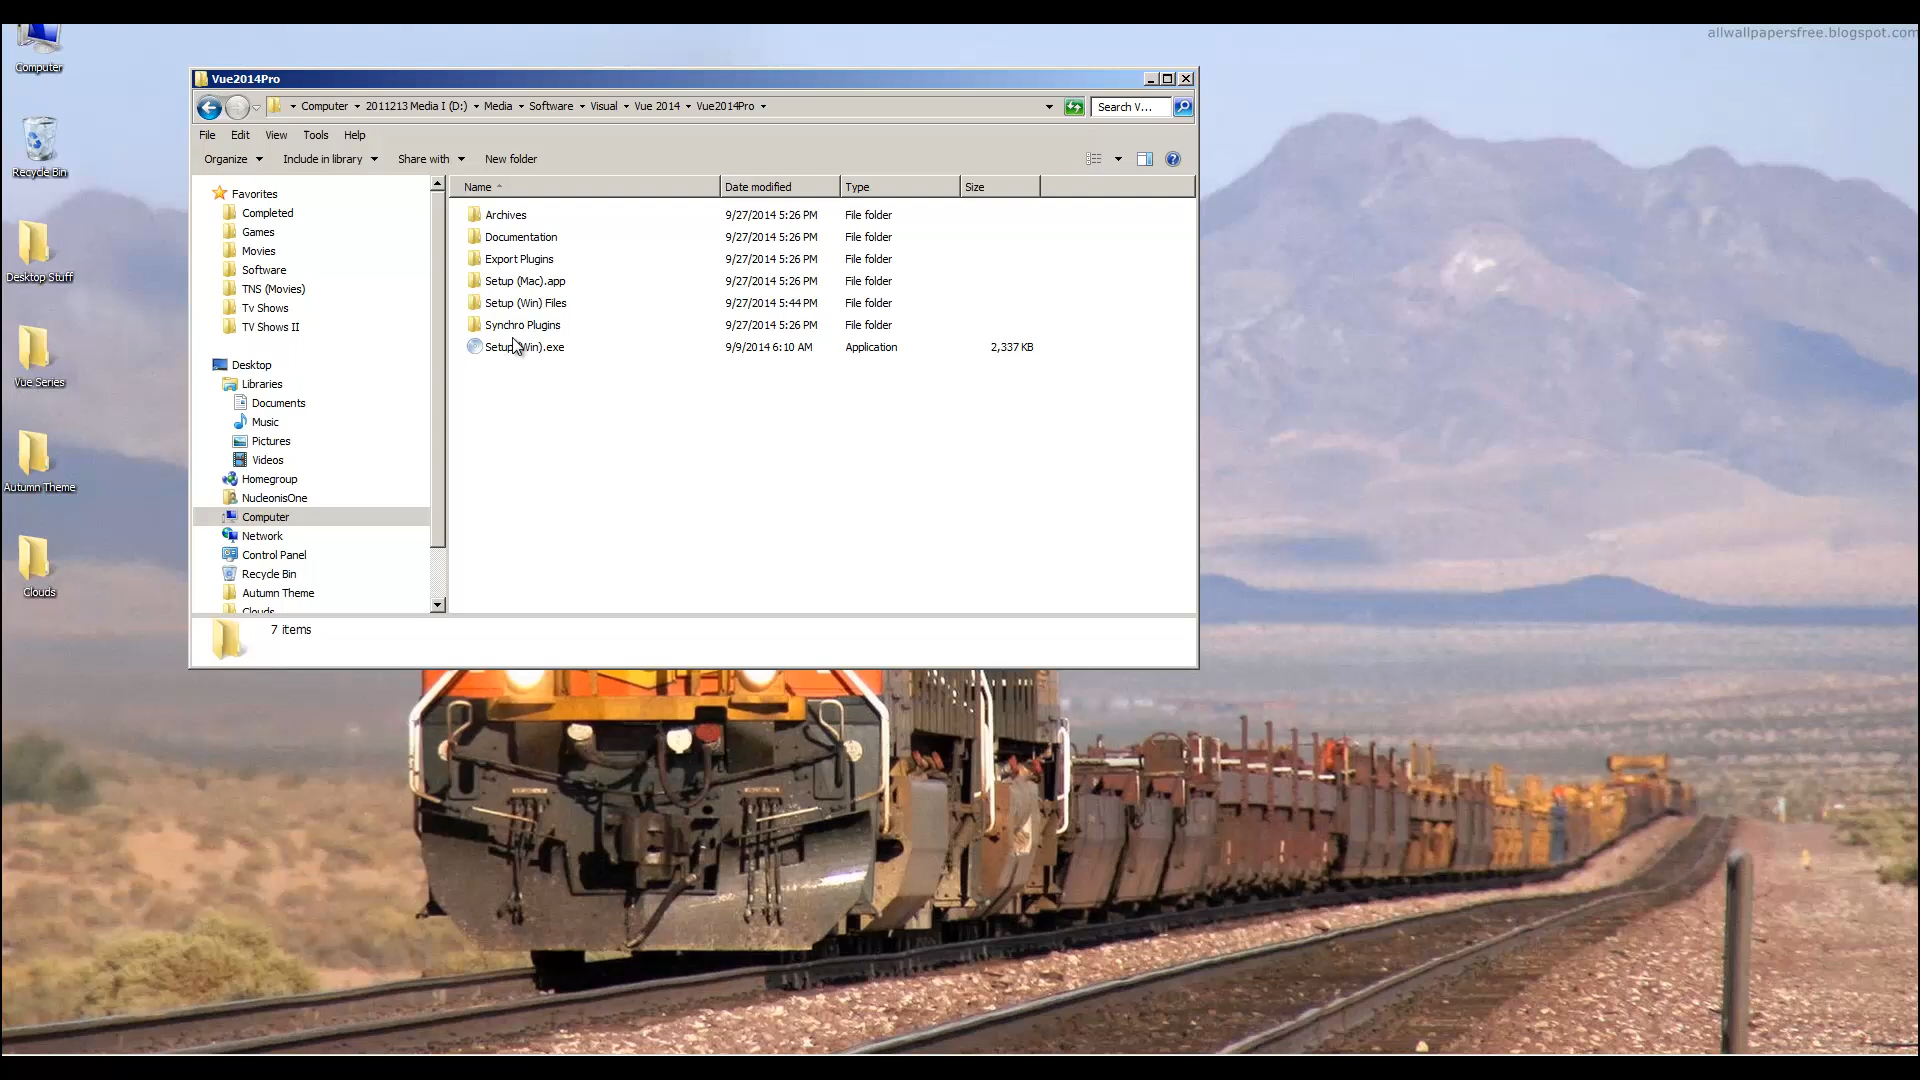 allwallpapersfree.blogspot.com
Computer
Recycle Bin
Desktop Stuff
Vue Series
Autumn Theme
Clouds
Vue2014Pro
Computer 2011213 Media I (D:) Media Software Visual Vue 2014 Vue2014Pro Search V...
File Edit View Tools Help
Organize Include in library Share with New folder
Favorites
Completed
Games
Movies
Software
TNS (Movies)
Tv Shows
TV Shows II
Desktop
Libraries
Documents
Music
Pictures
Videos
Homegroup
NucleonisOne
Computer
Network
Control Panel
Recycle Bin
Autumn Theme
Clouds
Name Date modified Type Size
Archives 9/27/2014 5:26 PM File folder
Documentation 9/27/2014 5:26 PM File folder
Export Plugins 9/27/2014 5:26 PM File folder
Setup (Mac).app 9/27/2014 5:26 PM File folder
Setup (Win) Files 9/27/2014 5:44 PM File folder
Synchro Plugins 9/27/2014 5:26 PM File folder
Setup (Win).exe 9/9/2014 6:10 AM Application 2,337 KB
7 items